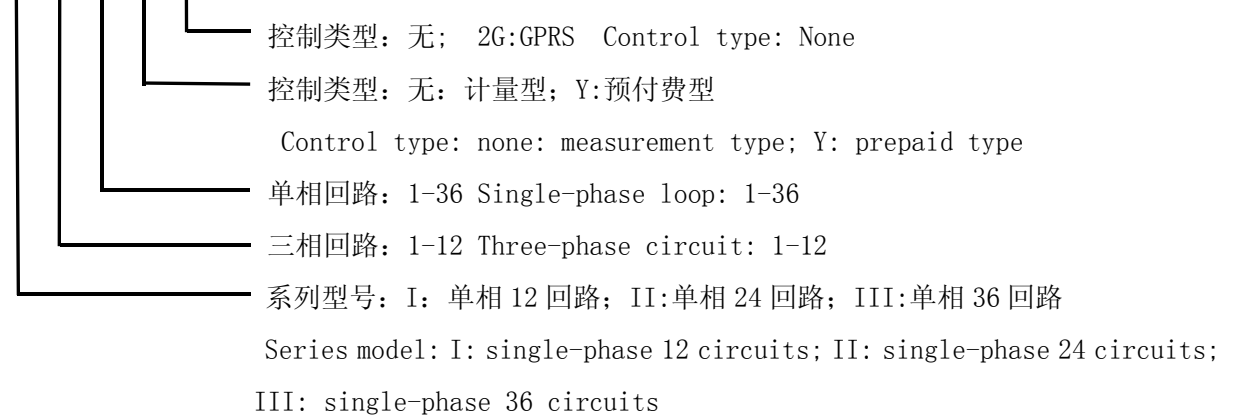 控制类型：无； 2G:GPRS Control type: None
控制类型：无：计量型；Y:预付费型
Control type: none: measurement type; Y: prepaid type
单相回路：1-36 Single-phase loop: 1-36
三相回路：1-12 Three-phase circuit: 1-12
系列型号：I：单相 12 回路；II:单相 24 回路；III:单相 36 回路
Series model: I: single-phase 12 circuits; II: single-phase 24 circuits;
III: single-phase 36 circuits